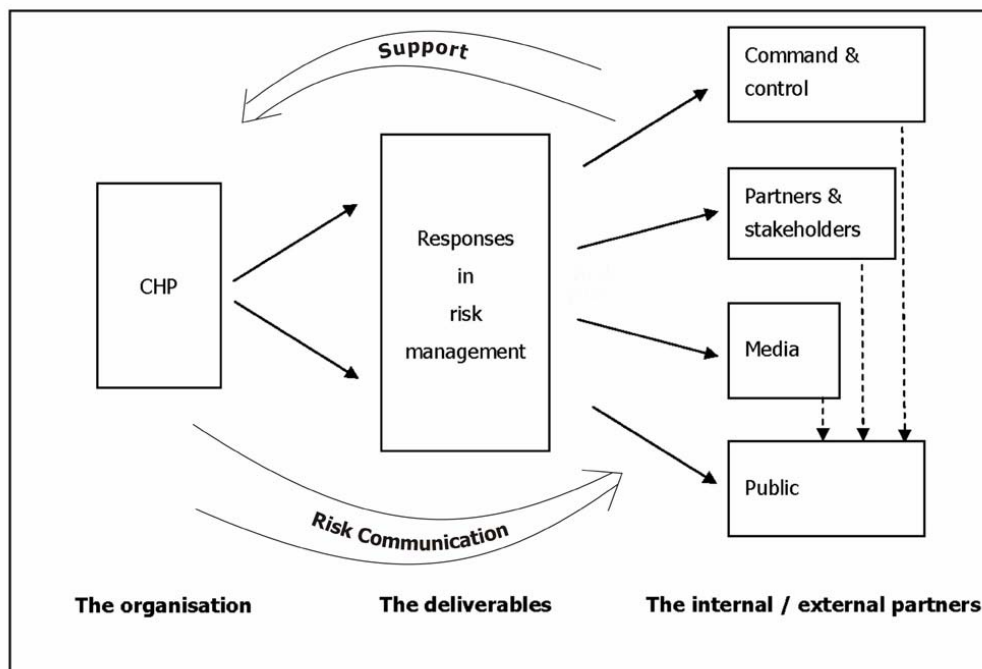 Support
Command &
control
Partners &
stakeholders
CHP
Responses
in
risk
management
Media
Public
Risk Communication
The organisation
The deliverables
The internal / external partners